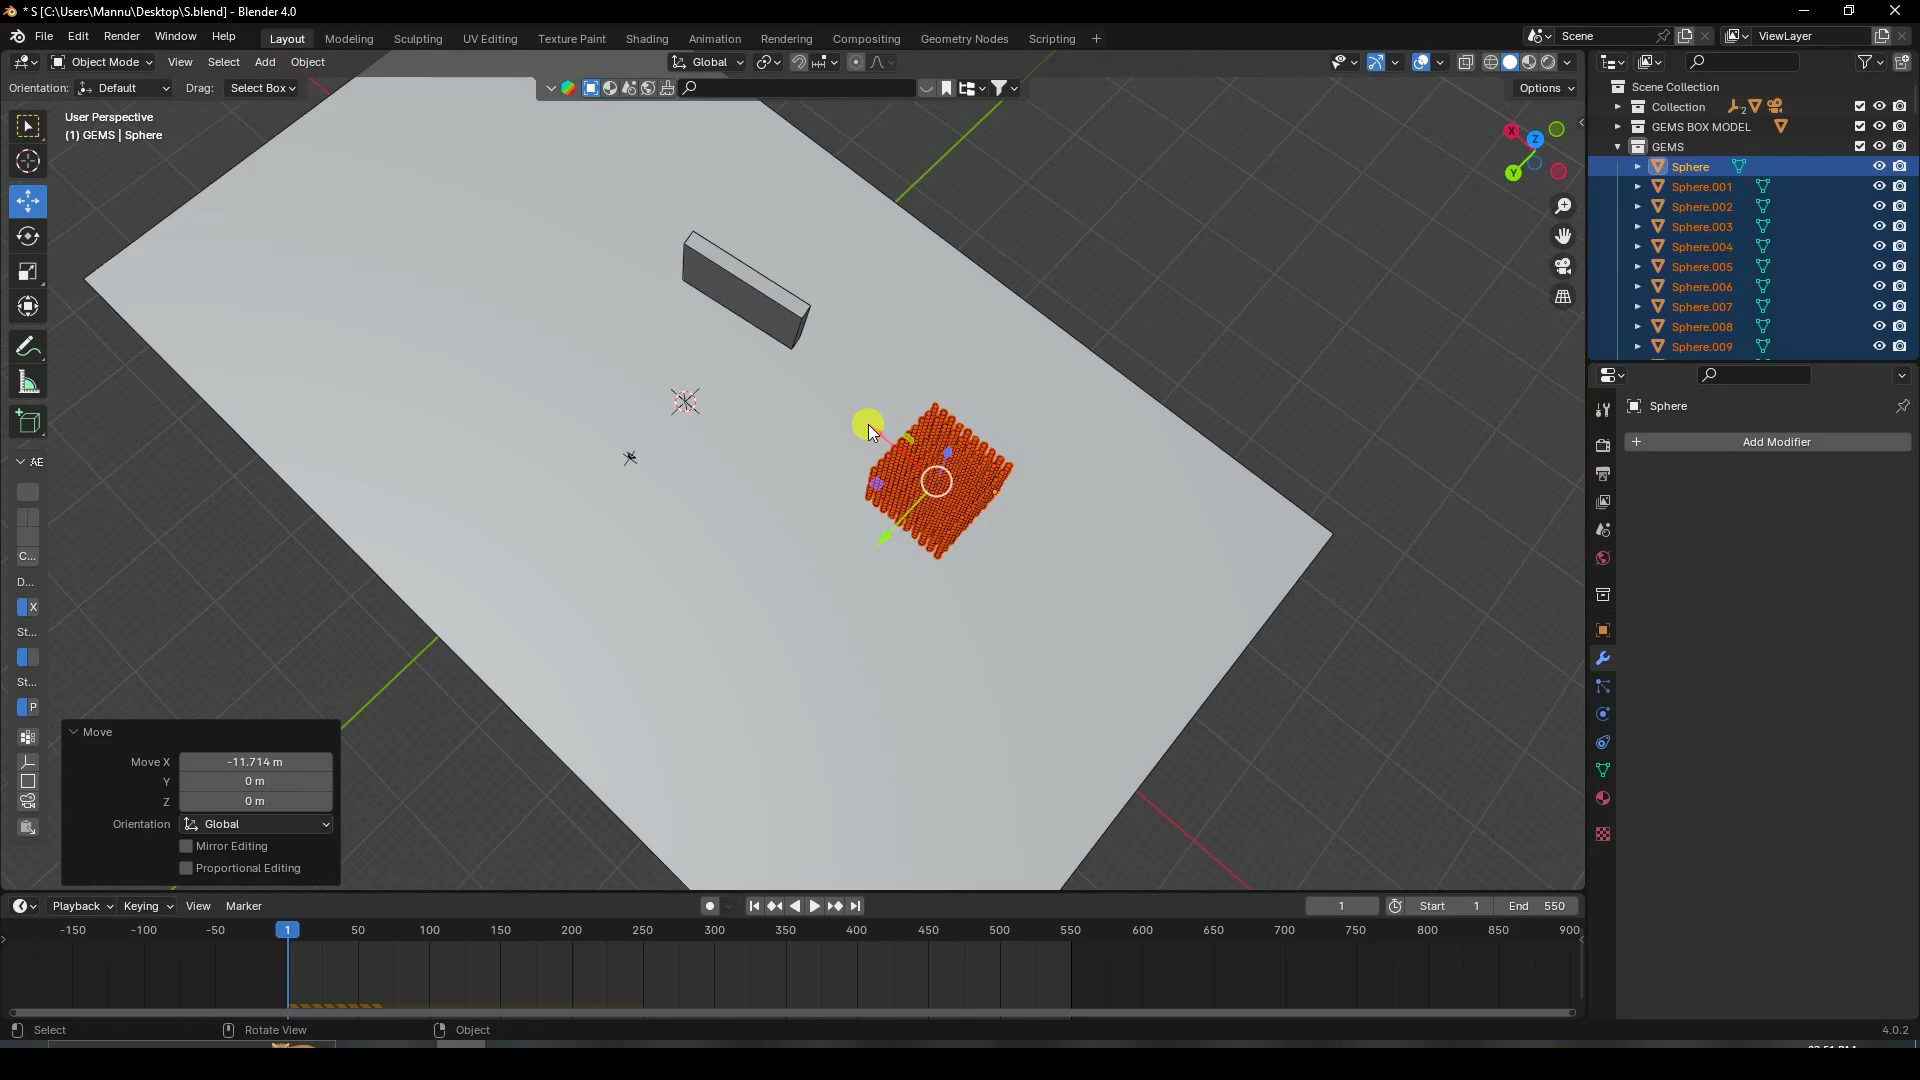 * S [C:\Users\Mannu\Desktop\S.blend] - Blender 4.0
File Edit Render Window Help
Layout Modeling Sculpting UV Editing Texture Paint Shading Animation Rendering Compositing Geometry Nodes Scripting +
Scene
ViewLayer
Object Mode View Select Add Object
Global
Orientation: Default Drag: Select Box
Options
User Perspective
(1) GEMS | Sphere
X
Y
Z
Scene Collection
Collection 2
GEMS BOX MODEL
GEMS
Sphere
Sphere.001
Sphere.002
Sphere.003
Sphere.004
Sphere.005
Sphere.006
Sphere.007
Sphere.008
Sphere.009
Sphere
+ Add Modifier
AE
C...
D...
X
St...
St...
P
Move
Move X -11.714 m
Y 0 m
Z 0 m
Orientation Global
Mirror Editing
Proportional Editing
Playback Keying View Marker
1 Start 1 End 550
-150 -100 -50 1 50 100 150 200 250 300 350 400 450 500 550 600 650 700 750 800 850 900
Select Rotate View Object
4.0.2